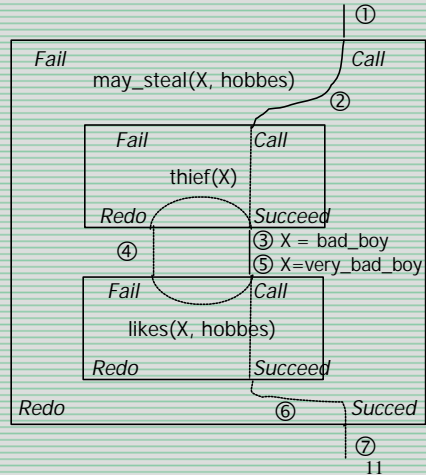 ①
Fail Call
may_steal(X, hobbes)
②
Fail Call
thief(X)
Redo Succeed
③ X = bad_boy
④
⑤ X=very_bad_boy
Fail Call
likes(X, hobbes)
Redo Succeed
Redo ⑥ Succed
⑦
11